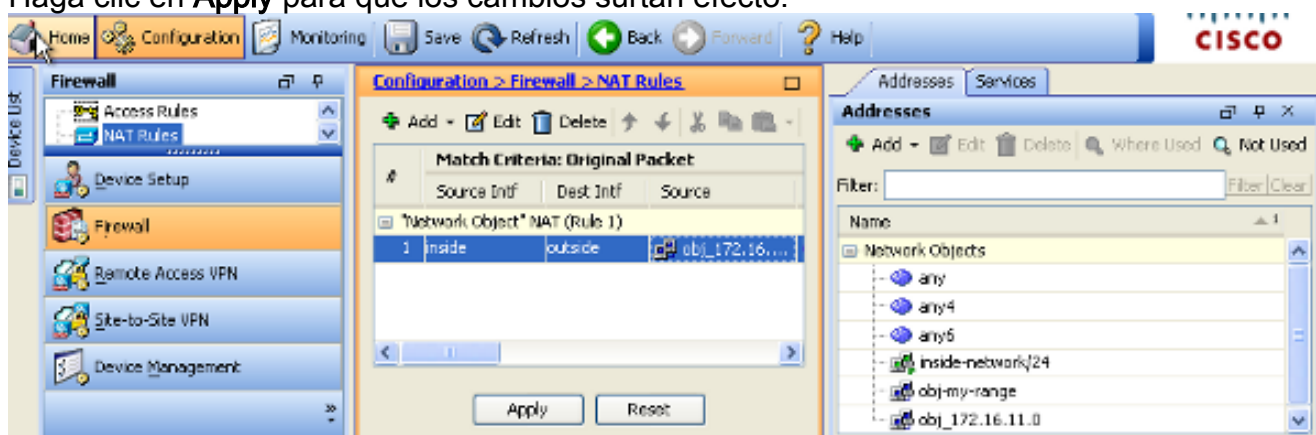 Haga clic en Apply para que los cambios surtan efecto.
Home Configuration Monitoring Save Refresh Back Forward Help
CISCO
Device List
Firewall
Access Rules
NAT Rules
Device Setup
Firewall
Remote Access VPN
Site-to-Site VPN
Device Management
Configuration > Firewall > NAT Rules
Add Edit Delete
# Match Criteria: Original Packet
Source Intf Dest Intf Source
"Network Object" NAT (Rule 1)
1 inside outside obj_172.16....
Apply Reset
Addresses Services
Addresses
Add Edit Delete Where Used Not Used
Filter: Filter Clear
Name 1
Network Objects
any
any4
any6
inside-network/24
obj-my-range
obj_172.16.11.0